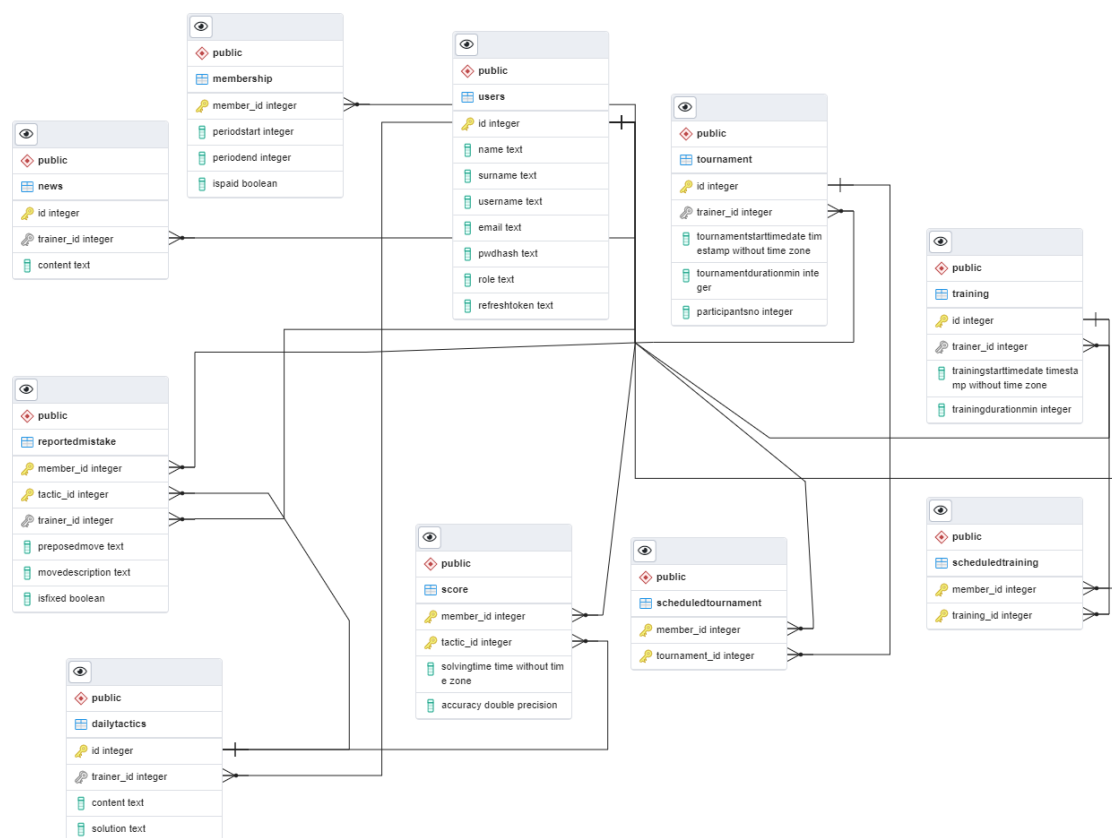 public
membership
member_id integer
periodstart integer
periodend integer
ispaid boolean
public
users
id integer
name text
surname text
username text
email text
pwdhash text
role text
refreshtoken text
public
tournament
id integer
trainer_id integer
tournamentstarttimedate tim
estamp without time zone
tournamentdurationmin inte
ger
participantsno integer
public
news
id integer
trainer_id integer
content text
public
training
id integer
trainer_id integer
trainingstarttimedate timesta
mp without time zone
trainingdurationmin integer
public
reportedmistake
member_id integer
tactic_id integer
trainer_id integer
preposedmove text
movedescription text
isfixed boolean
public
score
member_id integer
tactic_id integer
solvingtime time without tim
e zone
accuracy double precision
public
scheduledtournament
member_id integer
tournament_id integer
public
scheduledtraining
member_id integer
training_id integer
public
dailytactics
id integer
trainer_id integer
content text
solution text